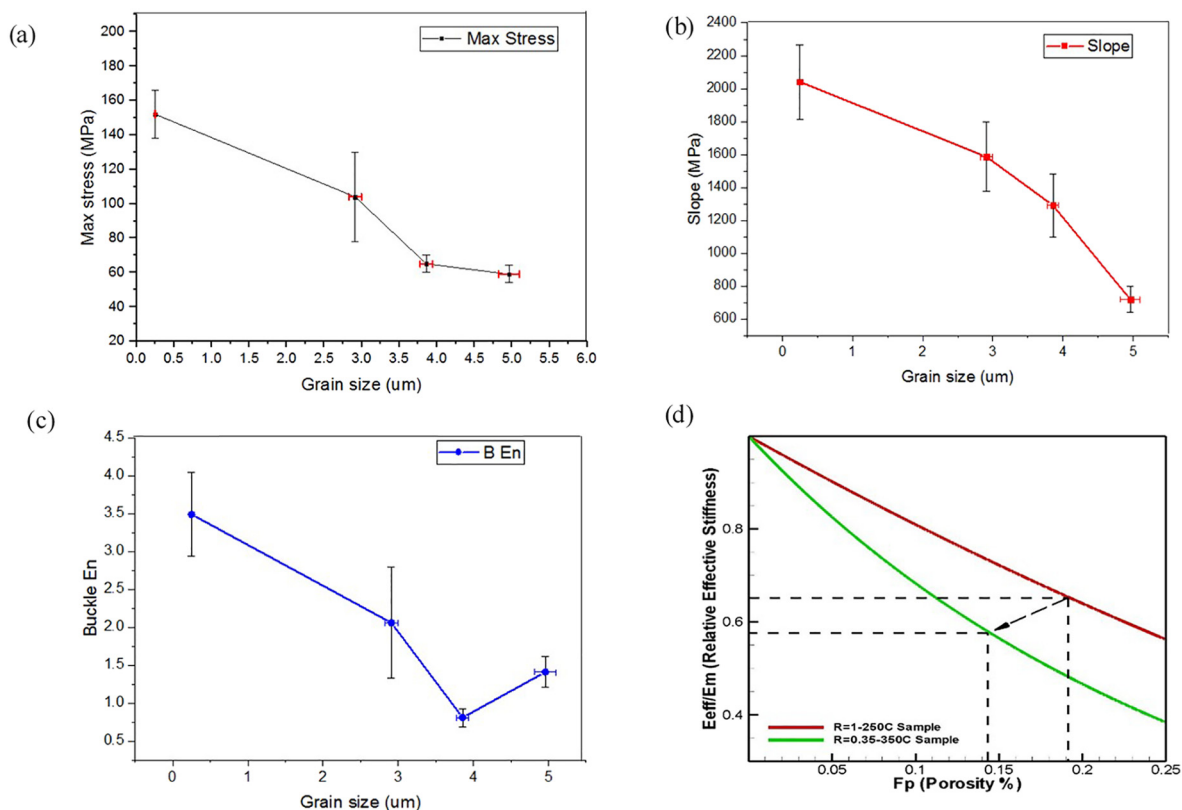 (a)
Max Stress
Max stress (MPa)
200
180
160
140
120
100
80
60
40
20
0.0 0.5 1.0 1.5 2.0 2.5 3.0 3.5 4.0 4.5 5.0 5.5 6.0
Grain size (um)
(b)
Slope
Slope (MPa)
2400
2200
2000
1800
1600
1400
1200
1000
800
600
0 1 2 3 4 5
Grain size (um)
(c)
B En
Buckle En
4.5
4.0
3.5
3.0
2.5
2.0
1.5
1.0
0.5
0 1 2 3 4 5
Grain size (um)
(d)
Eeff/Em (Relative Effective Stiffness)
0.8
0.6
0.4
R=1-250C Sample
R=0.35-350C Sample
0.05 0.1 0.15 0.2 0.25
Fp (Porosity %)